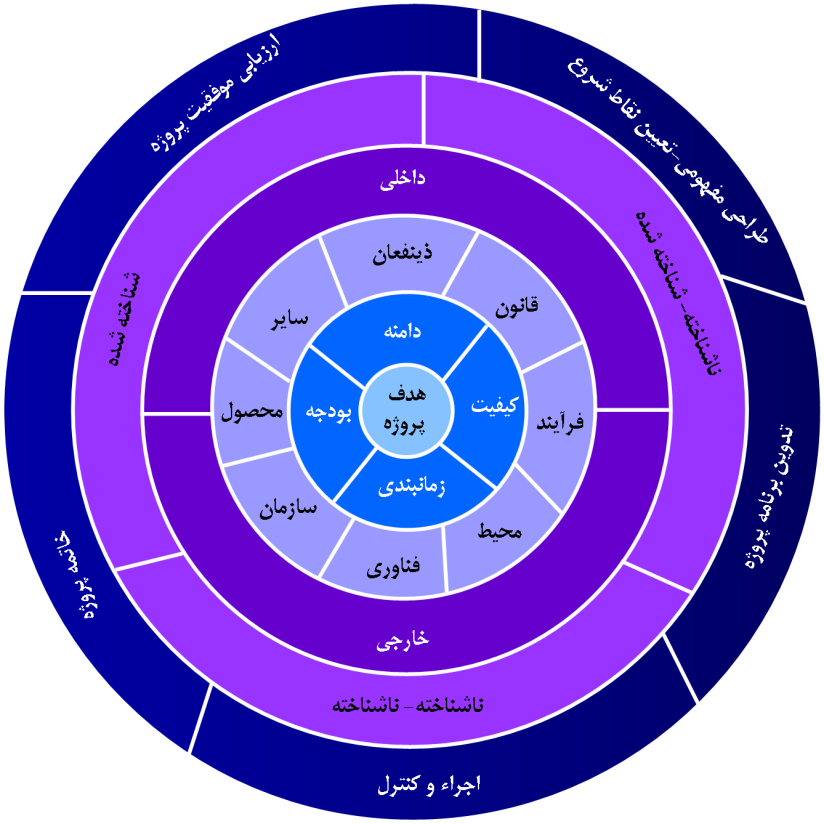 ارزیابی موفقیت پروژه
طراحی مفهومی-تعیین نقاط شروع
تدوین برنامه پروژه
اجراء و کنترل
خاتمه پروژه
شناخته شده
ناشناخته- شناخته شده
ناشناخته- ناشناخته
داخلی
خارجی
ذینفعان
قانون
فرآیند
محیط
فناوری
سازمان
محصول
سایر
دامنه
کیفیت
زمانبندی
بودجه
هدف
پروژه